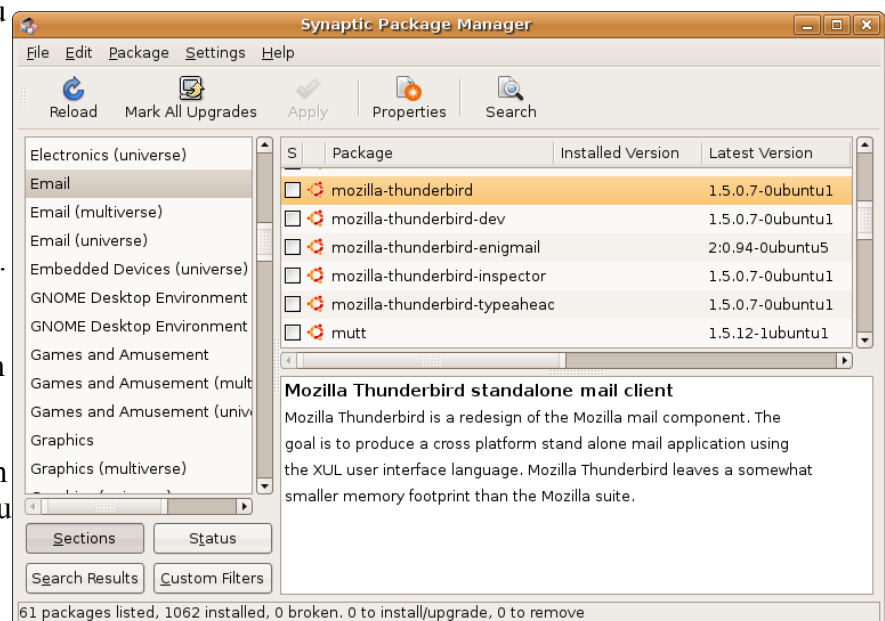 Synaptic Package Manager
File Edit Package Settings Help
Reload Mark All Upgrades Apply Properties Search
Electronics (universe)
Email
Email (multiverse)
Email (universe)
Embedded Devices (universe)
GNOME Desktop Environment
GNOME Desktop Environment
Games and Amusement
Games and Amusement (mult
Games and Amusement (univ
Graphics
Graphics (multiverse)
S Package Installed Version Latest Version
mozilla-thunderbird 1.5.0.7-0ubuntu1
mozilla-thunderbird-dev 1.5.0.7-0ubuntu1
mozilla-thunderbird-enigmail 2:0.94-0ubuntu5
mozilla-thunderbird-inspector 1.5.0.7-0ubuntu1
mozilla-thunderbird-typeaheac 1.5.0.7-0ubuntu1
mutt 1.5.12-1ubuntu1
Mozilla Thunderbird standalone mail client
Mozilla Thunderbird is a redesign of the Mozilla mail component. The
goal is to produce a cross platform stand alone mail application using
the XUL user interface language. Mozilla Thunderbird leaves a somewhat
smaller memory footprint than the Mozilla suite.
Sections Status
Search Results Custom Filters
61 packages listed, 1062 installed, 0 broken. 0 to install/upgrade, 0 to remove